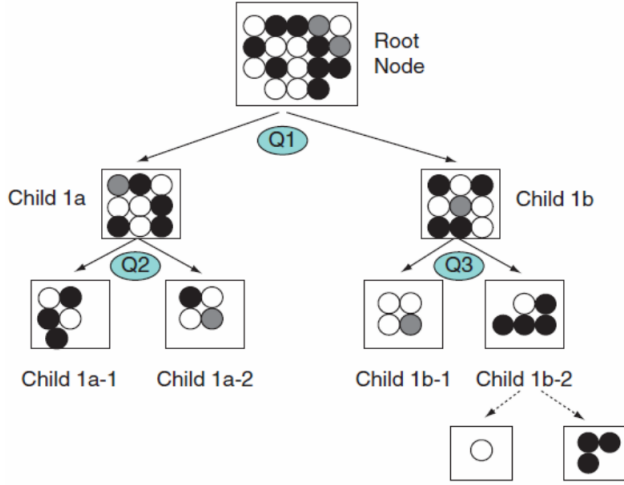 Root
Node
Q1
Child 1a
Child 1b
Q2
Q3
Child 1a-1
Child 1a-2
Child 1b-1
Child 1b-2